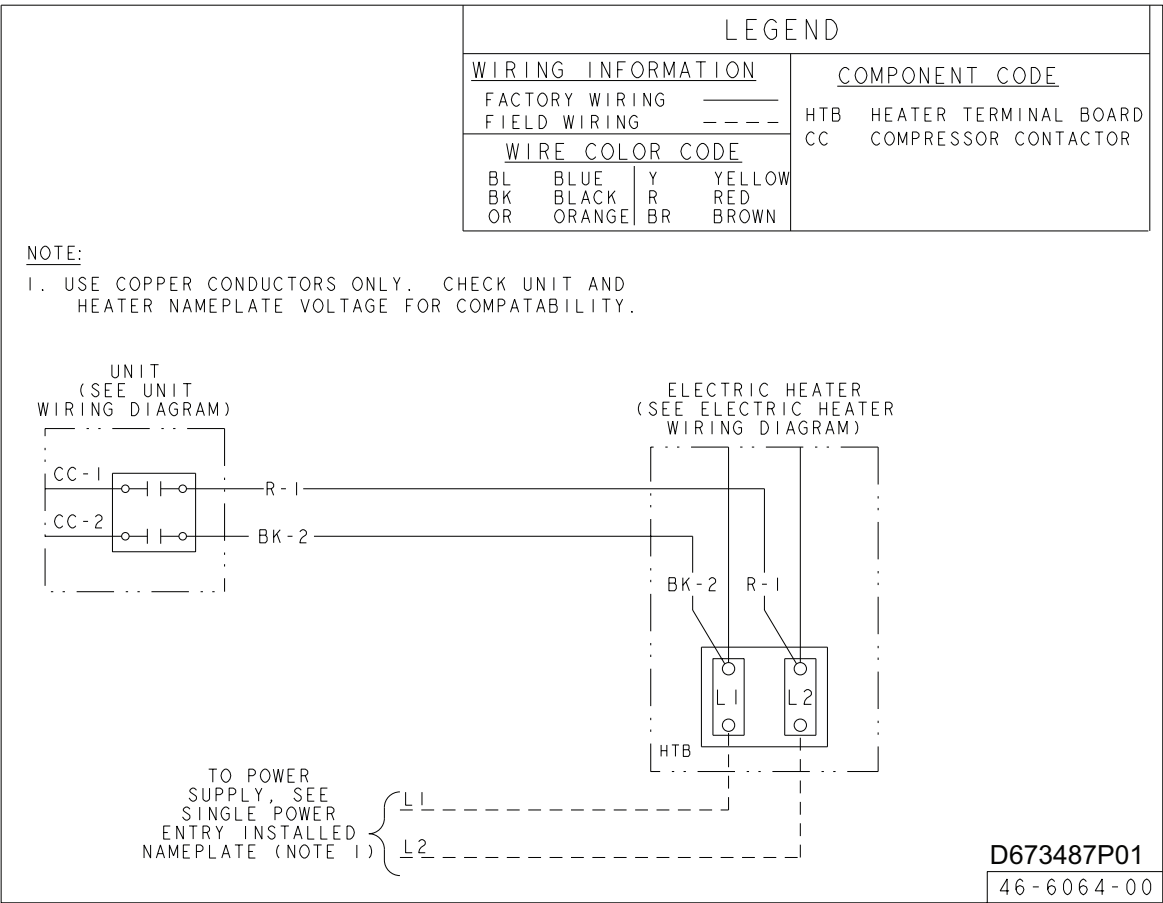 LEGEND
WIRING INFORMATION
FACTORY WIRING
FIELD WIRING
WIRE COLOR CODE
BL BLUE Y YELLOW
BK BLACK R RED
OR ORANGE BR BROWN
COMPONENT CODE
HTB HEATER TERMINAL BOARD
CC COMPRESSOR CONTACTOR
NOTE:
1. USE COPPER CONDUCTORS ONLY. CHECK UNIT AND
HEATER NAMEPLATE VOLTAGE FOR COMPATABILITY.
UNIT
(SEE UNIT
WIRING DIAGRAM)
CC-1
CC-2
R-1
BK-2
ELECTRIC HEATER
(SEE ELECTRIC HEATER
WIRING DIAGRAM)
BK-2
R-1
L1
L2
HTB
TO POWER
SUPPLY, SEE
SINGLE POWER
ENTRY INSTALLED
NAMEPLATE (NOTE 1)
L1
L2
D673487P01
46-6064-00